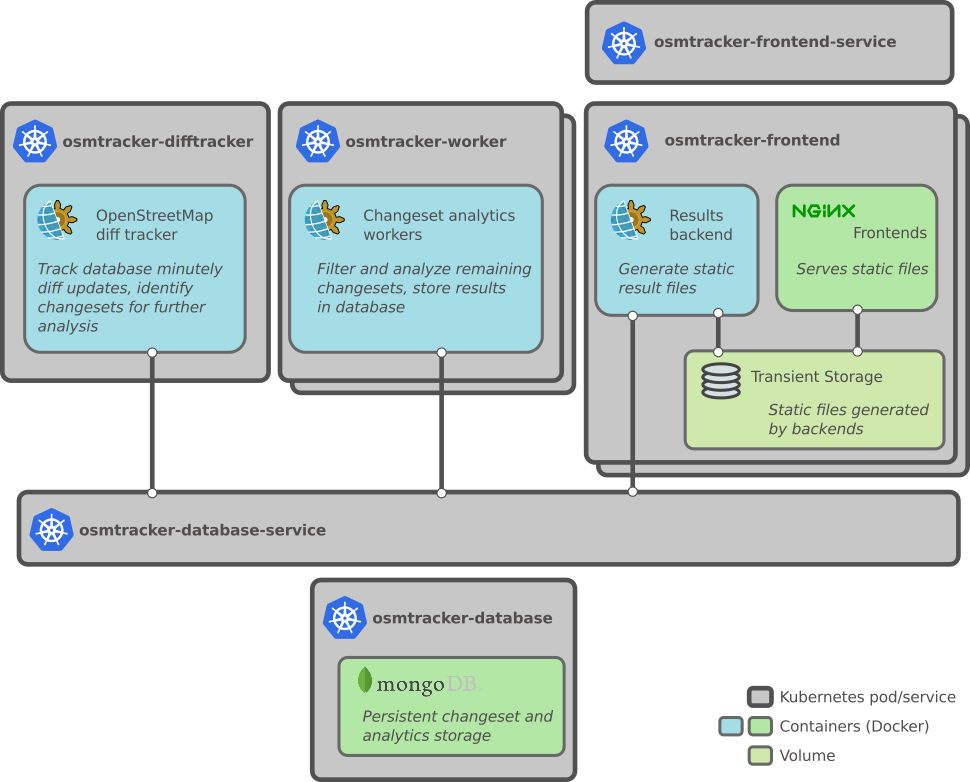 osmtracker-frontend-service
osmtracker-difftracker
OpenStreetMap
diff tracker
Track database minutely
diff updates, identify
changesets for further
analysis
osmtracker-worker
Changeset analytics
workers
Filter and analyze remaining
changesets, store results
in database
osmtracker-frontend
Results
backend
Generate static
result files
NGINX
Frontends
Serves static files
Transient Storage
Static files generated
by backends
osmtracker-database-service
osmtracker-database
mongoDB.
Persistent changeset and
analytics storage
Kubernetes pod/service
Containers (Docker)
Volume